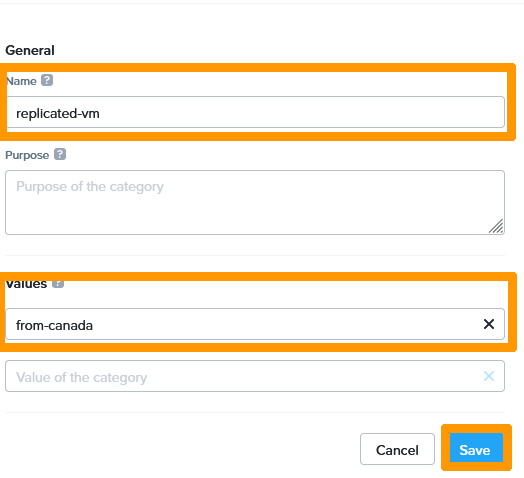 General
Name ?
replicated-vm
Purpose ?
Purpose of the category
Values ?
from-canada
Value of the category
Cancel Save